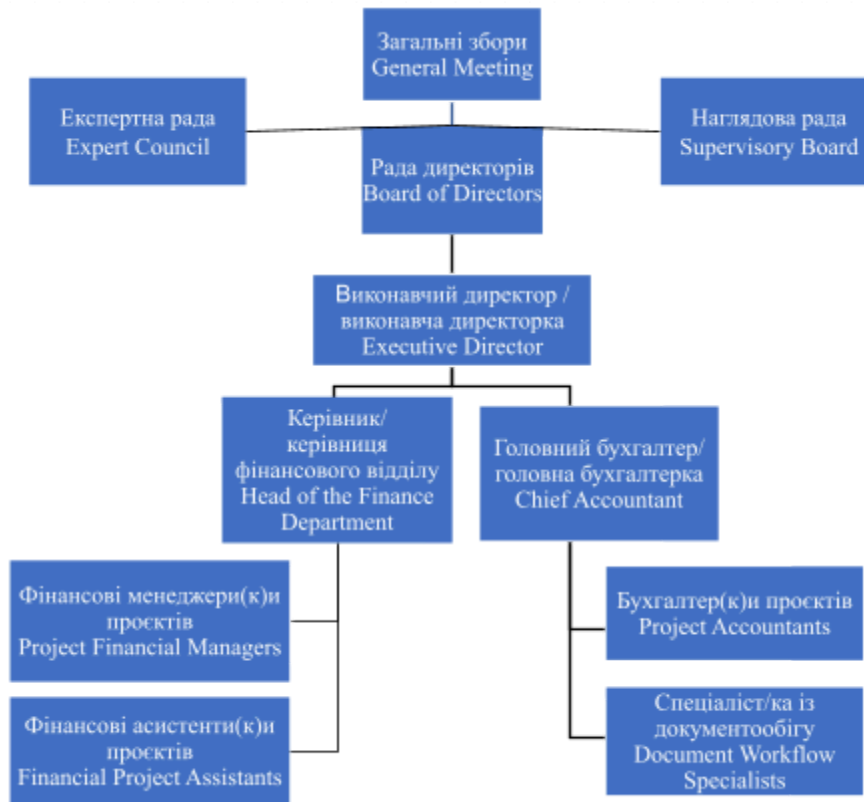 Загальні збори
General Meeting
Експертна рада
Expert Council
Наглядова рада
Supervisory Board
Рада директорів
Board of Directors
Виконавчий директор /
виконавча директорка
Executive Director
Керівник/
керівниця
фінансового відділу
Head of the Finance
Department
Головний бухгалтер/
головна бухгалтерка
Chief Accountant
Фінансові менеджери(к)и
проєктів
Project Financial Managers
Бухгалтер(к)и проєктів
Project Accountants
Фінансові асистенти(к)и
проєктів
Financial Project Assistants
Спеціаліст/ка із
документообігу
Document Workflow
Specialists